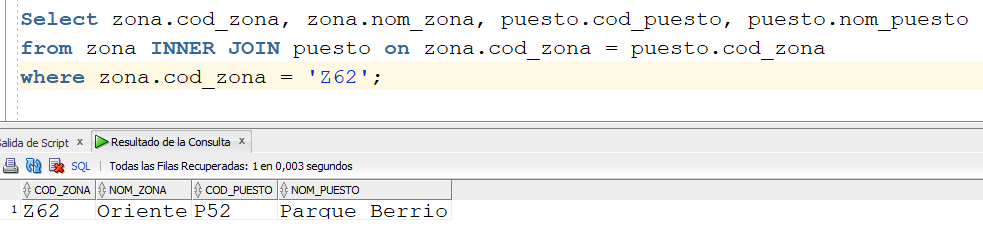 Select zona.cod_zona, zona.nom_zona, puesto.cod_puesto, puesto.nom_puesto
from zona INNER JOIN puesto on zona.cod_zona = puesto.cod_zona
where zona.cod_zona = 'Z62';
alida de Script x Resultado de la Consulta x
SQL | Todas las Filas Recuperadas: 1 en 0,003 segundos
COD_ZONA NOM_ZONA COD_PUESTO NOM_PUESTO
1 Z62 Oriente P52 Parque Berrio